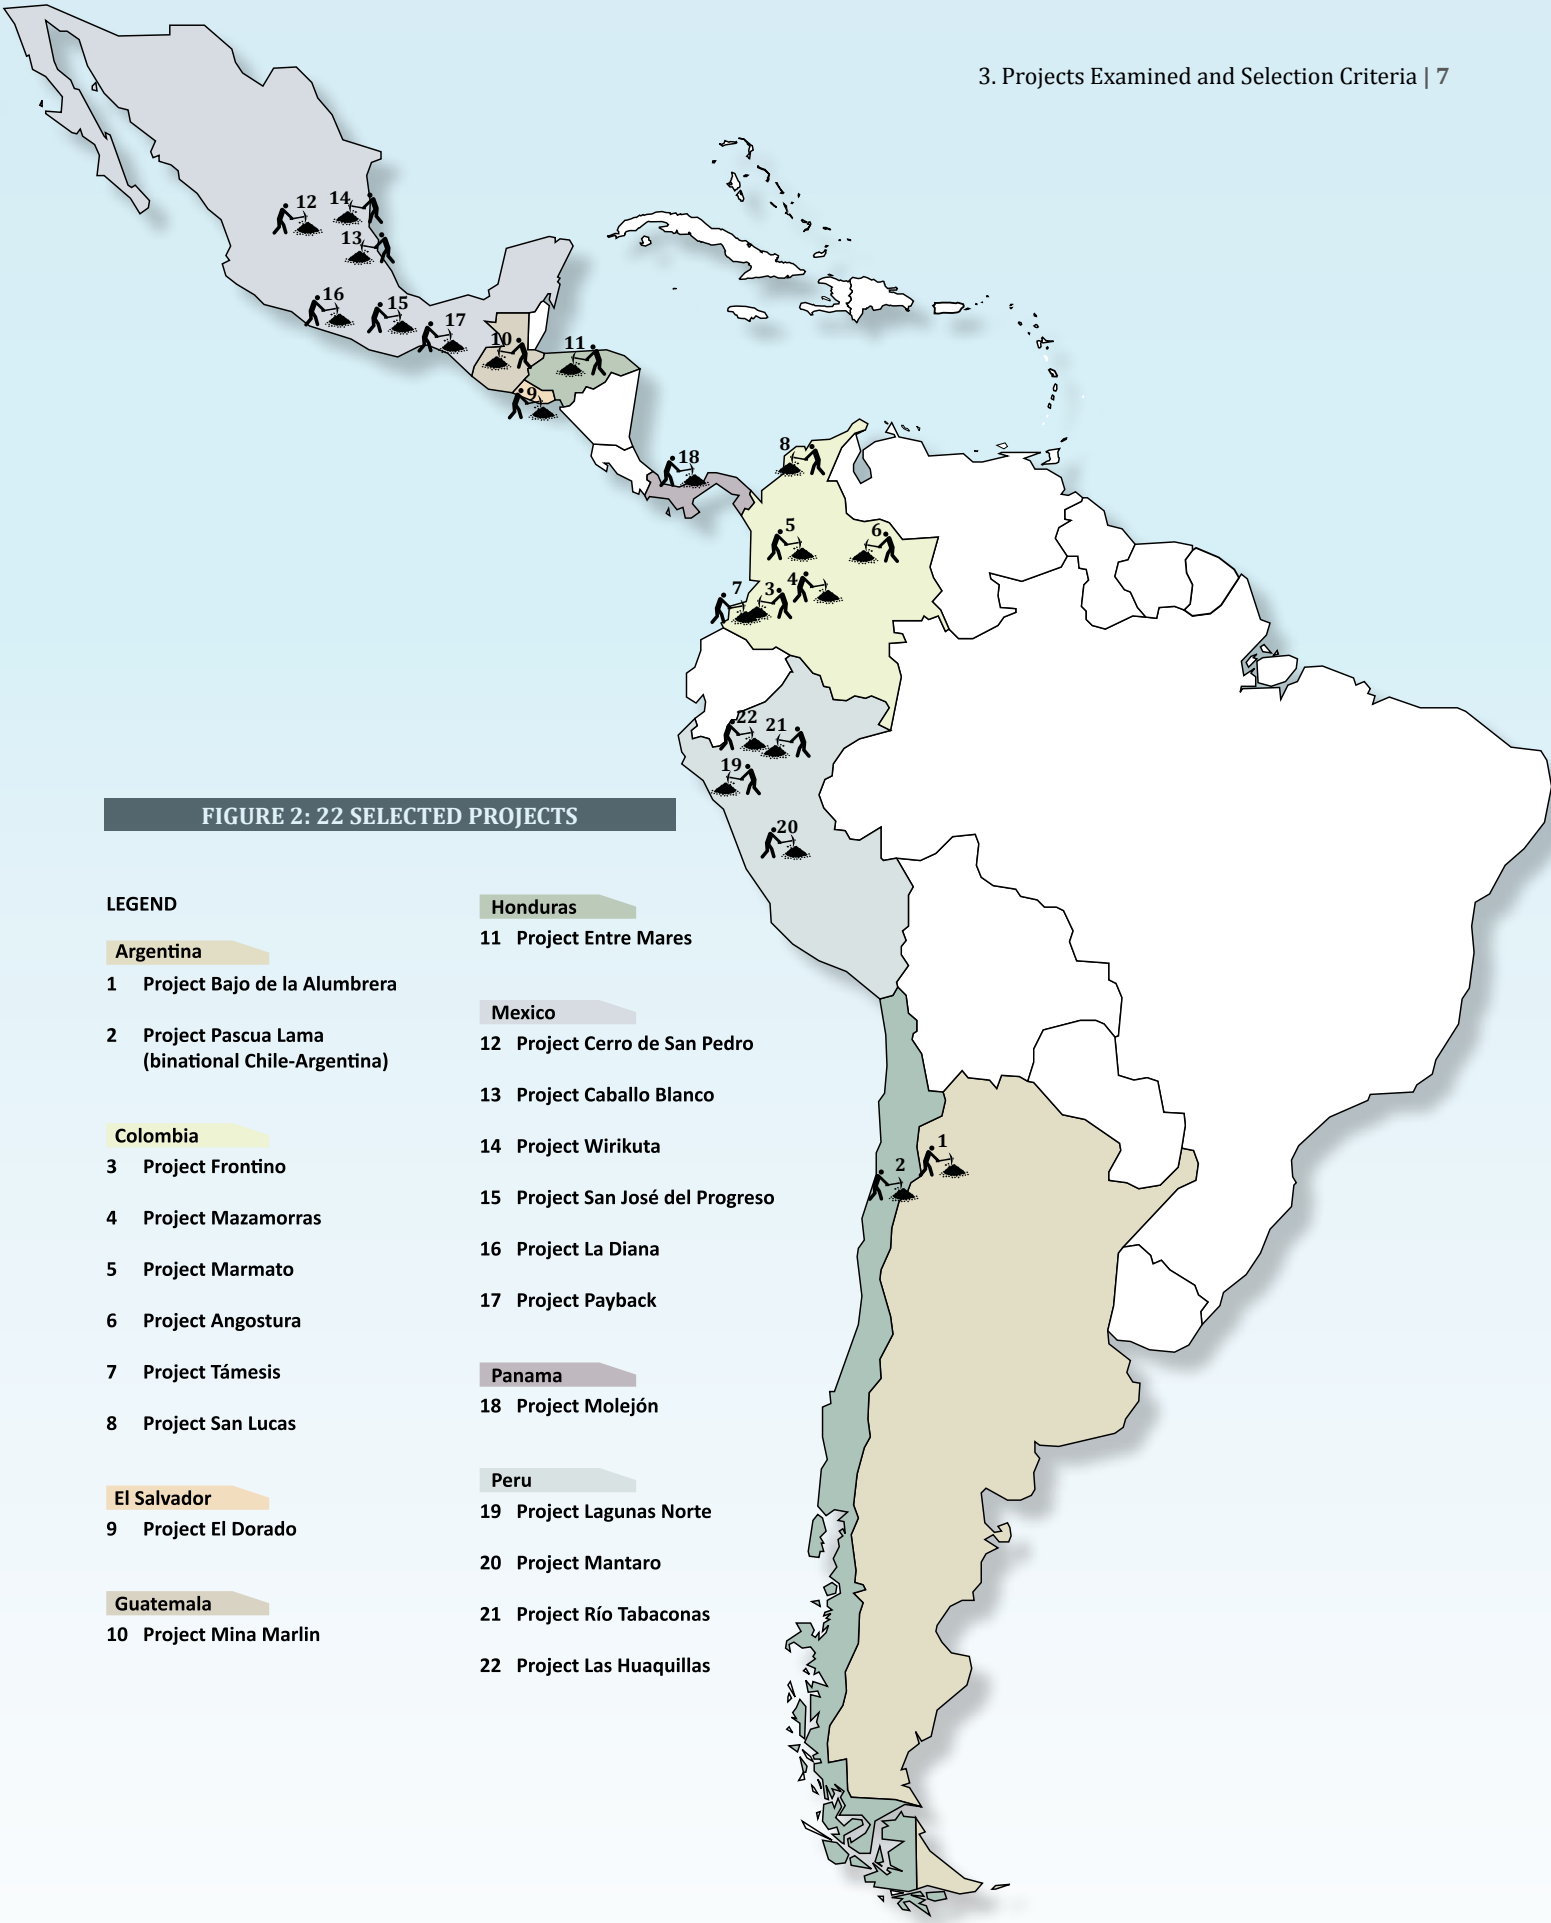 3. Projects Examined and Selection Criteria | 7
12
14
13
16
15
17
10
11
9
18
8
5
6
7
3
4
22
21
19
20
1
2
FIGURE 2: 22 SELECTED PROJECTS
LEGEND
Argentina
1 Project Bajo de la Alumbrera
2 Project Pascua Lama
(binational Chile-Argentina)
Colombia
3 Project Frontino
4 Project Mazamorras
5 Project Marmato
6 Project Angostura
7 Project Támesis
8 Project San Lucas
El Salvador
9 Project El Dorado
Guatemala
10 Project Mina Marlin
Honduras
11 Project Entre Mares
Mexico
12 Project Cerro de San Pedro
13 Project Caballo Blanco
14 Project Wirikuta
15 Project San José del Progreso
16 Project La Diana
17 Project Payback
Panama
18 Project Molejón
Peru
19 Project Lagunas Norte
20 Project Mantaro
21 Project Río Tabaconas
22 Project Las Huaquillas